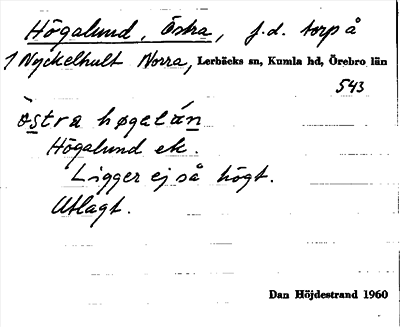 Högalund, Östra, f.d. torp å
1 Nyckelhult Norra, Lerbäcks sn, Kumla hd, Örebro län
543
östra høgalán
Högalund ek.
Ligger ej så högt.
Utlagt.
Dan Höjdestrand 1960